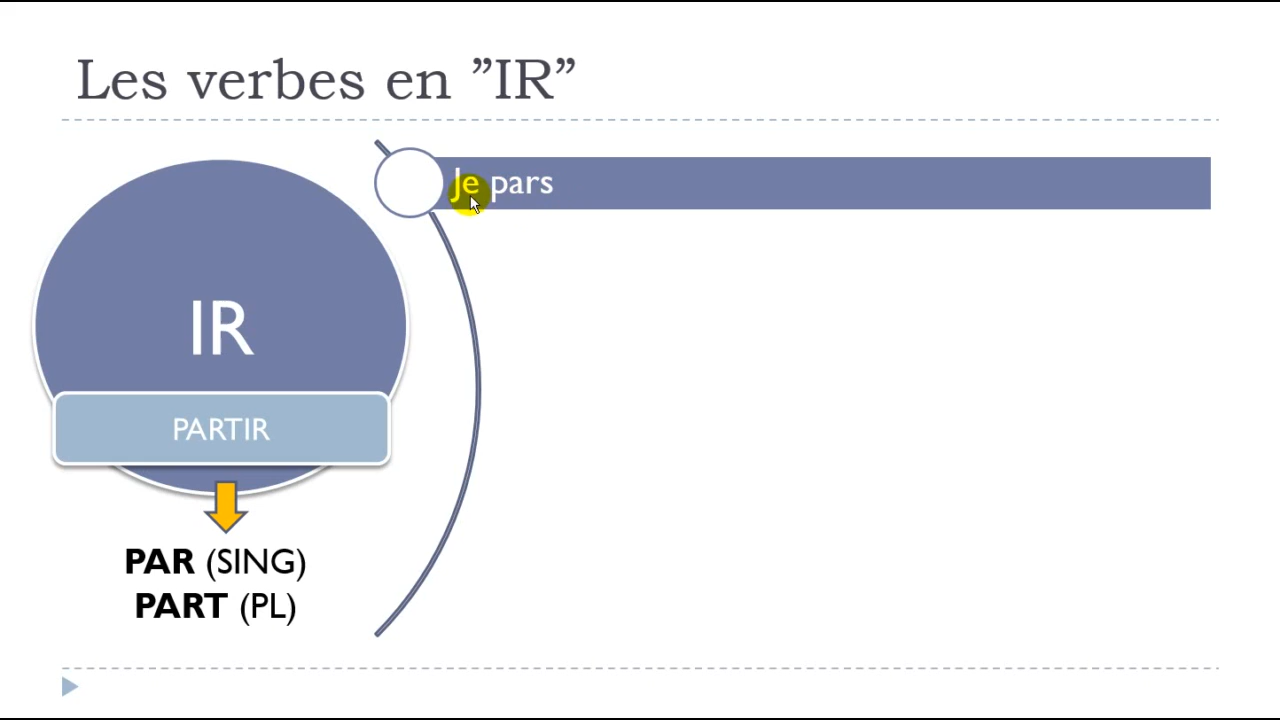 Les verbes en ”IR”
Je pars
IR
PARTIR
PAR (SING)
PART (PL)